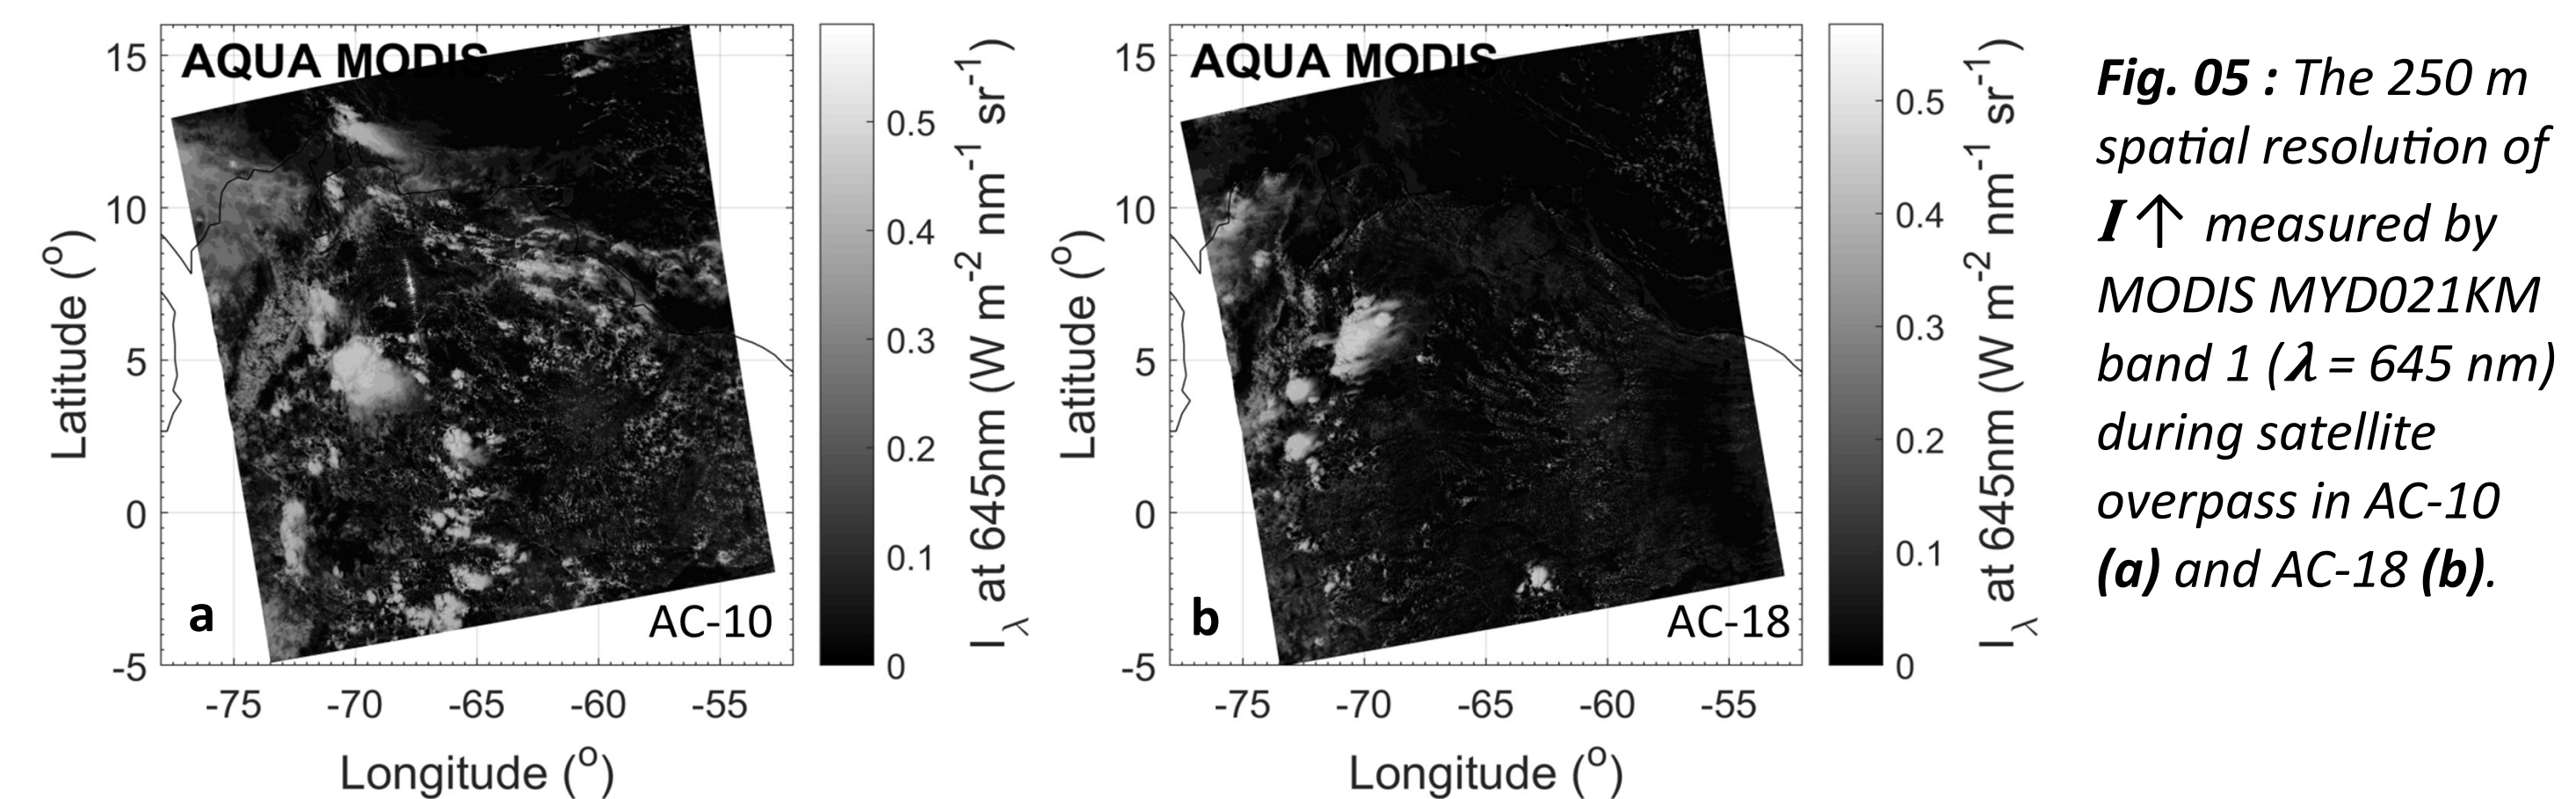 AQUA MODIS
15
10
5
0
-5
Latitude (°)
-75 -70 -65 -60 -55
Longitude (°)
a
AC-10
0.5
0.4
0.3
0.2
0.1
0
I_λ at 645nm (W m⁻² nm⁻¹ sr⁻¹)
AQUA MODIS
15
10
5
0
-5
Latitude (°)
-75 -70 -65 -60 -55
Longitude (°)
b
AC-18
0.5
0.4
0.3
0.2
0.1
0
I_λ at 645nm (W m⁻² nm⁻¹ sr⁻¹)
Fig. 05 : The 250 m
spatial resolution of
I ↑ measured by
MODIS MYD021KM
band 1 (λ = 645 nm)
during satellite
overpass in AC-10
(a) and AC-18 (b).